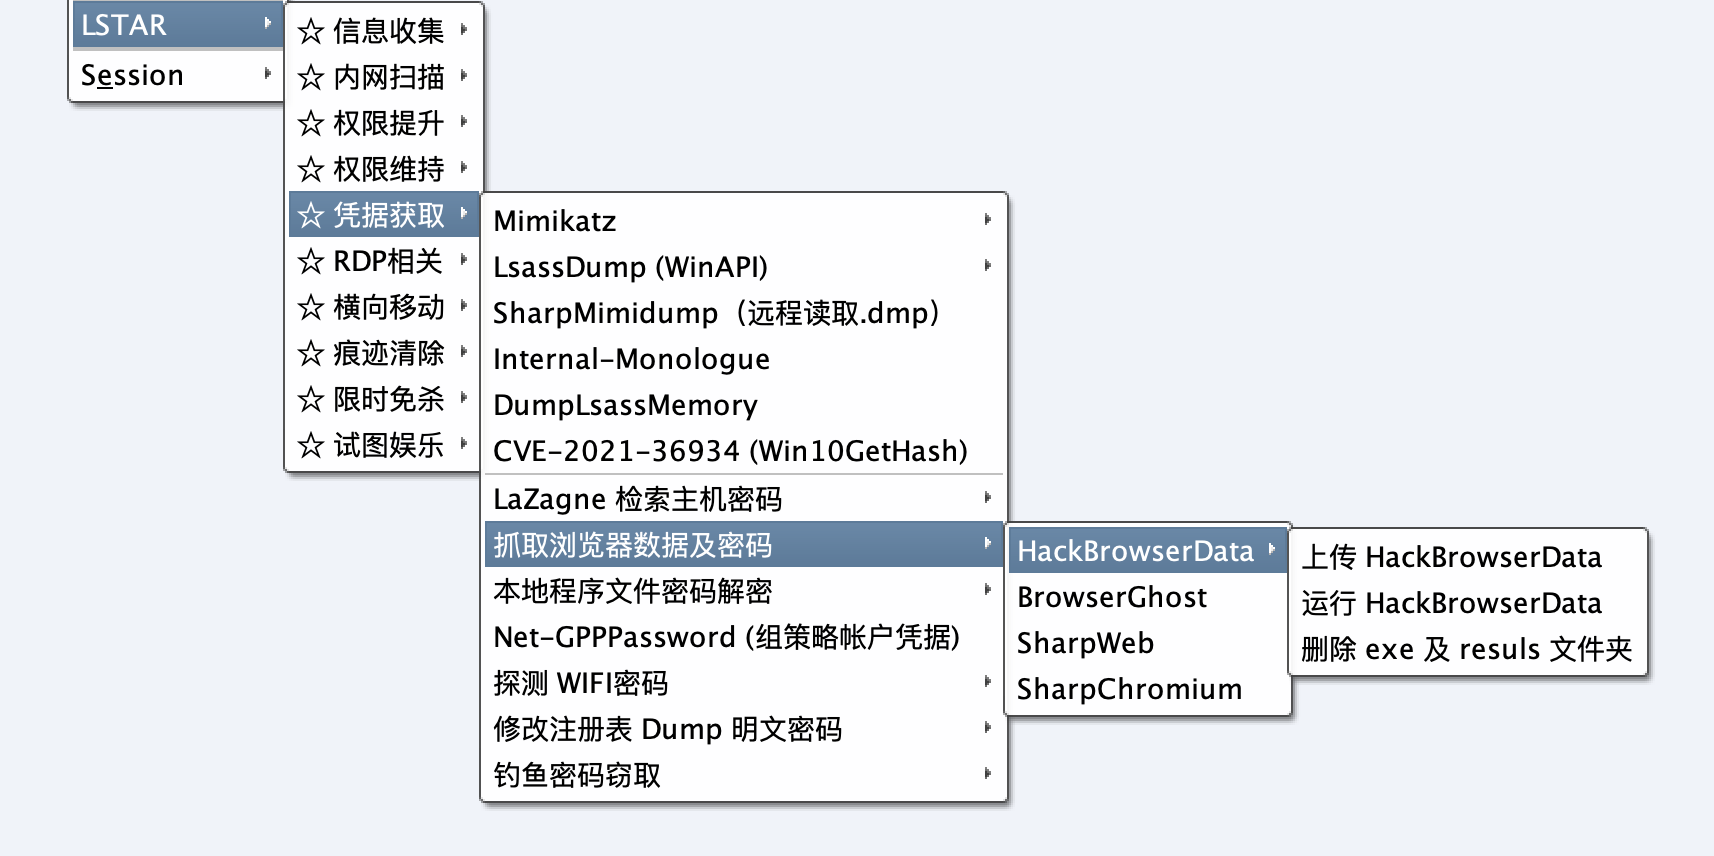 LSTAR
Session
☆ 信息收集
☆ 内网扫描
☆ 权限提升
☆ 权限维持
☆ 凭据获取
☆ RDP相关
☆ 横向移动
☆ 痕迹清除
☆ 限时免杀
☆ 试图娱乐
Mimikatz
LsassDump (WinAPI)
SharpMimidump（远程读取.dmp）
Internal-Monologue
DumpLsassMemory
CVE-2021-36934 (Win10GetHash)
LaZagne 检索主机密码
抓取浏览器数据及密码
本地程序文件密码解密
Net-GPPPassword (组策略帐户凭据)
探测 WIFI密码
修改注册表 Dump 明文密码
钓鱼密码窃取
HackBrowserData
BrowserGhost
SharpWeb
SharpChromium
上传 HackBrowserData
运行 HackBrowserData
删除 exe 及 resuls 文件夹